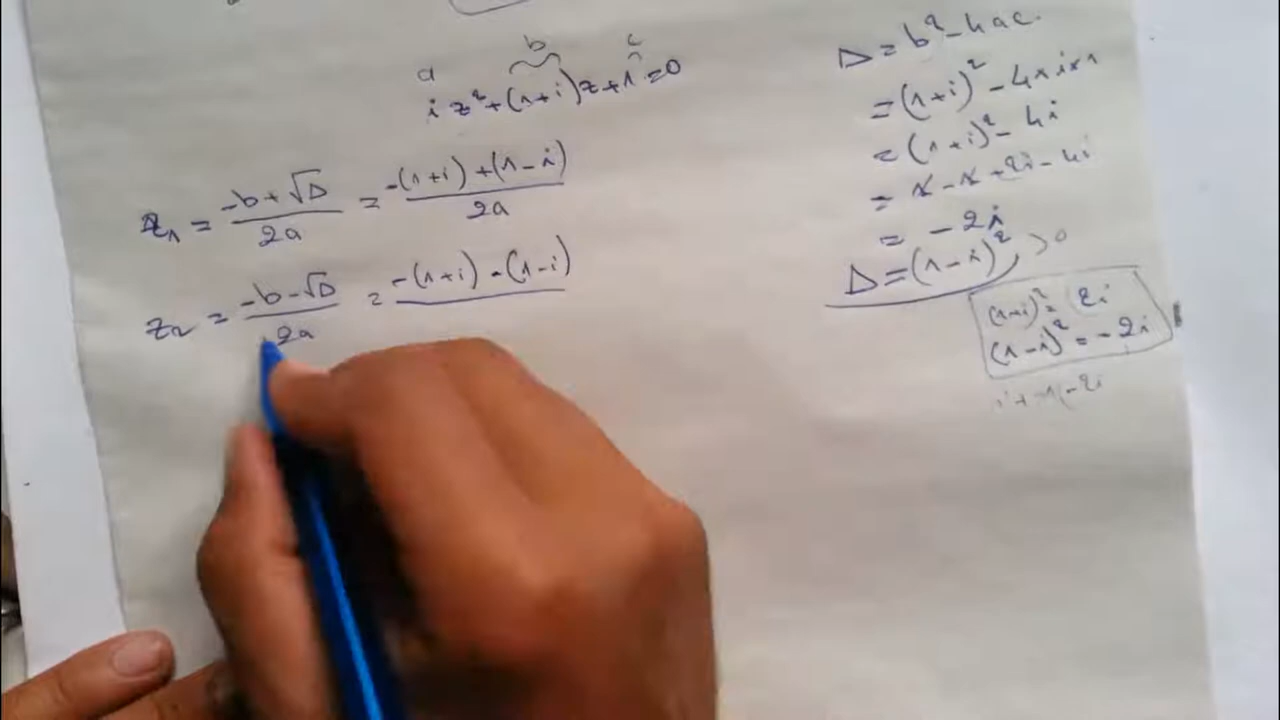 a b c
i z² + (1+i)z + 1 = 0
z₁ = -b + √Δ / 2a = -(1+i) + (1-i) / 2a
z₂ = -b - √Δ / 2a = -(1+i) - (1-i)
Δ = b² - 4ac.
= (1+i)² - 4×i×1
= (1+i)² - 4i
= 1 - 1 + 2i - 4i
= - 2i
Δ = (1-i)² >0
(1+i)² = 2i
(1-i)² = - 2i